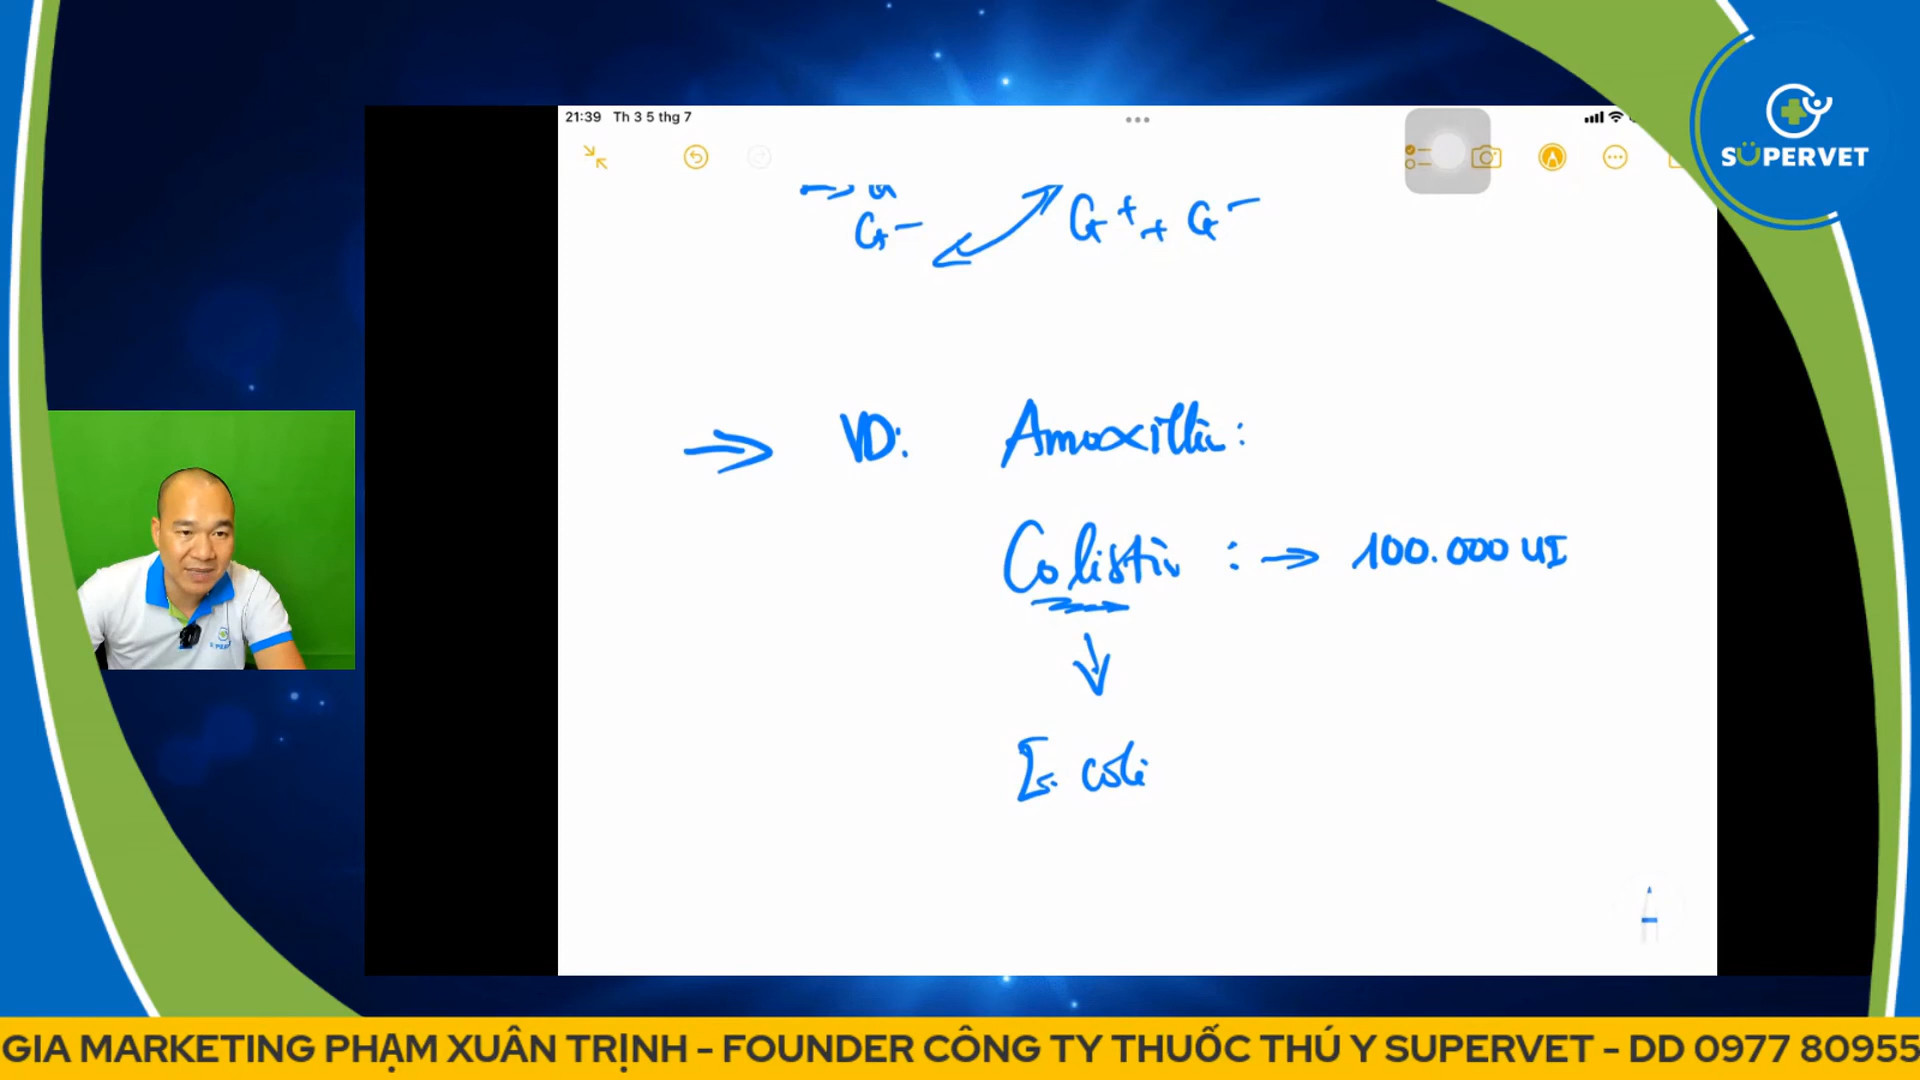 21:39 Th 3 5 thg 7
SÜPERVET
G- G+ + G-
VD: Amoxillin:
Colistin : → 100.000 UI
↓
E. coli
GIA MARKETING PHẠM XUÂN TRỊNH - FOUNDER CÔNG TY THUỐC THÚ Y SUPERVET - DD 0977 80955